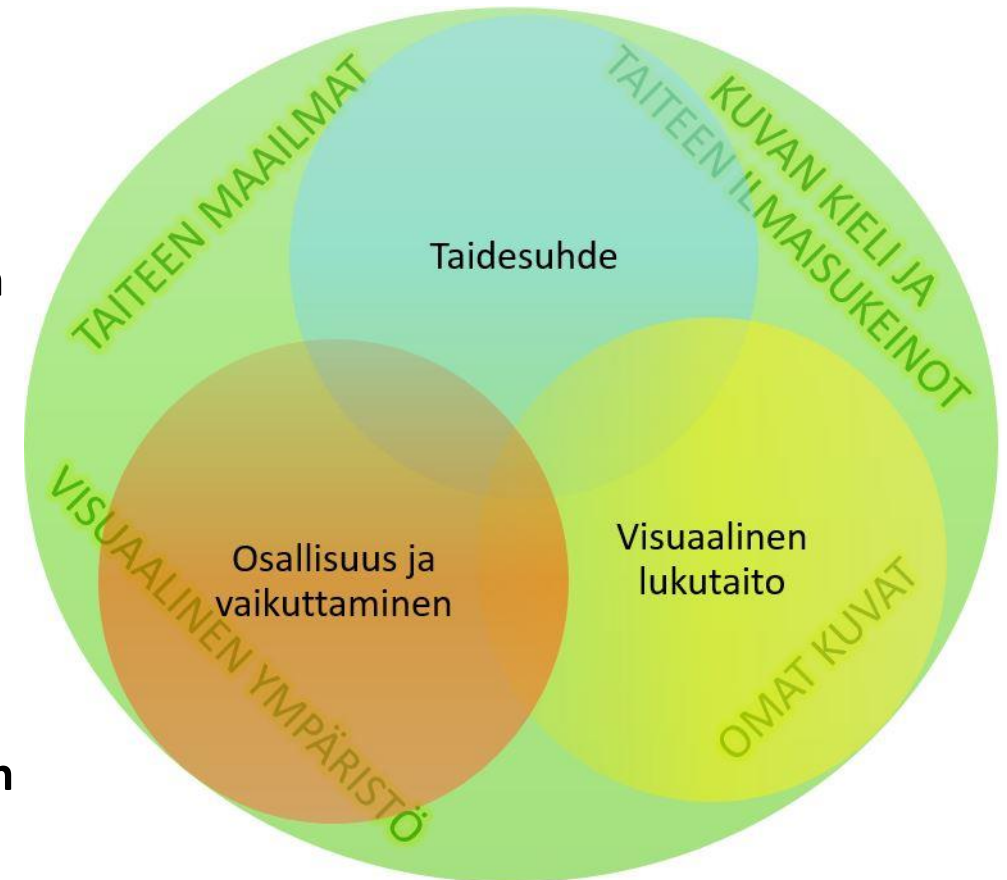 TAITEEN MAAILMAT
KUVAN KIELI JA
TAITEEN ILMAISUKEINOT
Taidesuhde
Osallisuus ja
vaikuttaminen
Visuaalinen
lukutaito
VISUAALINEN YMPÄRISTÖ
OMAT KUVAT